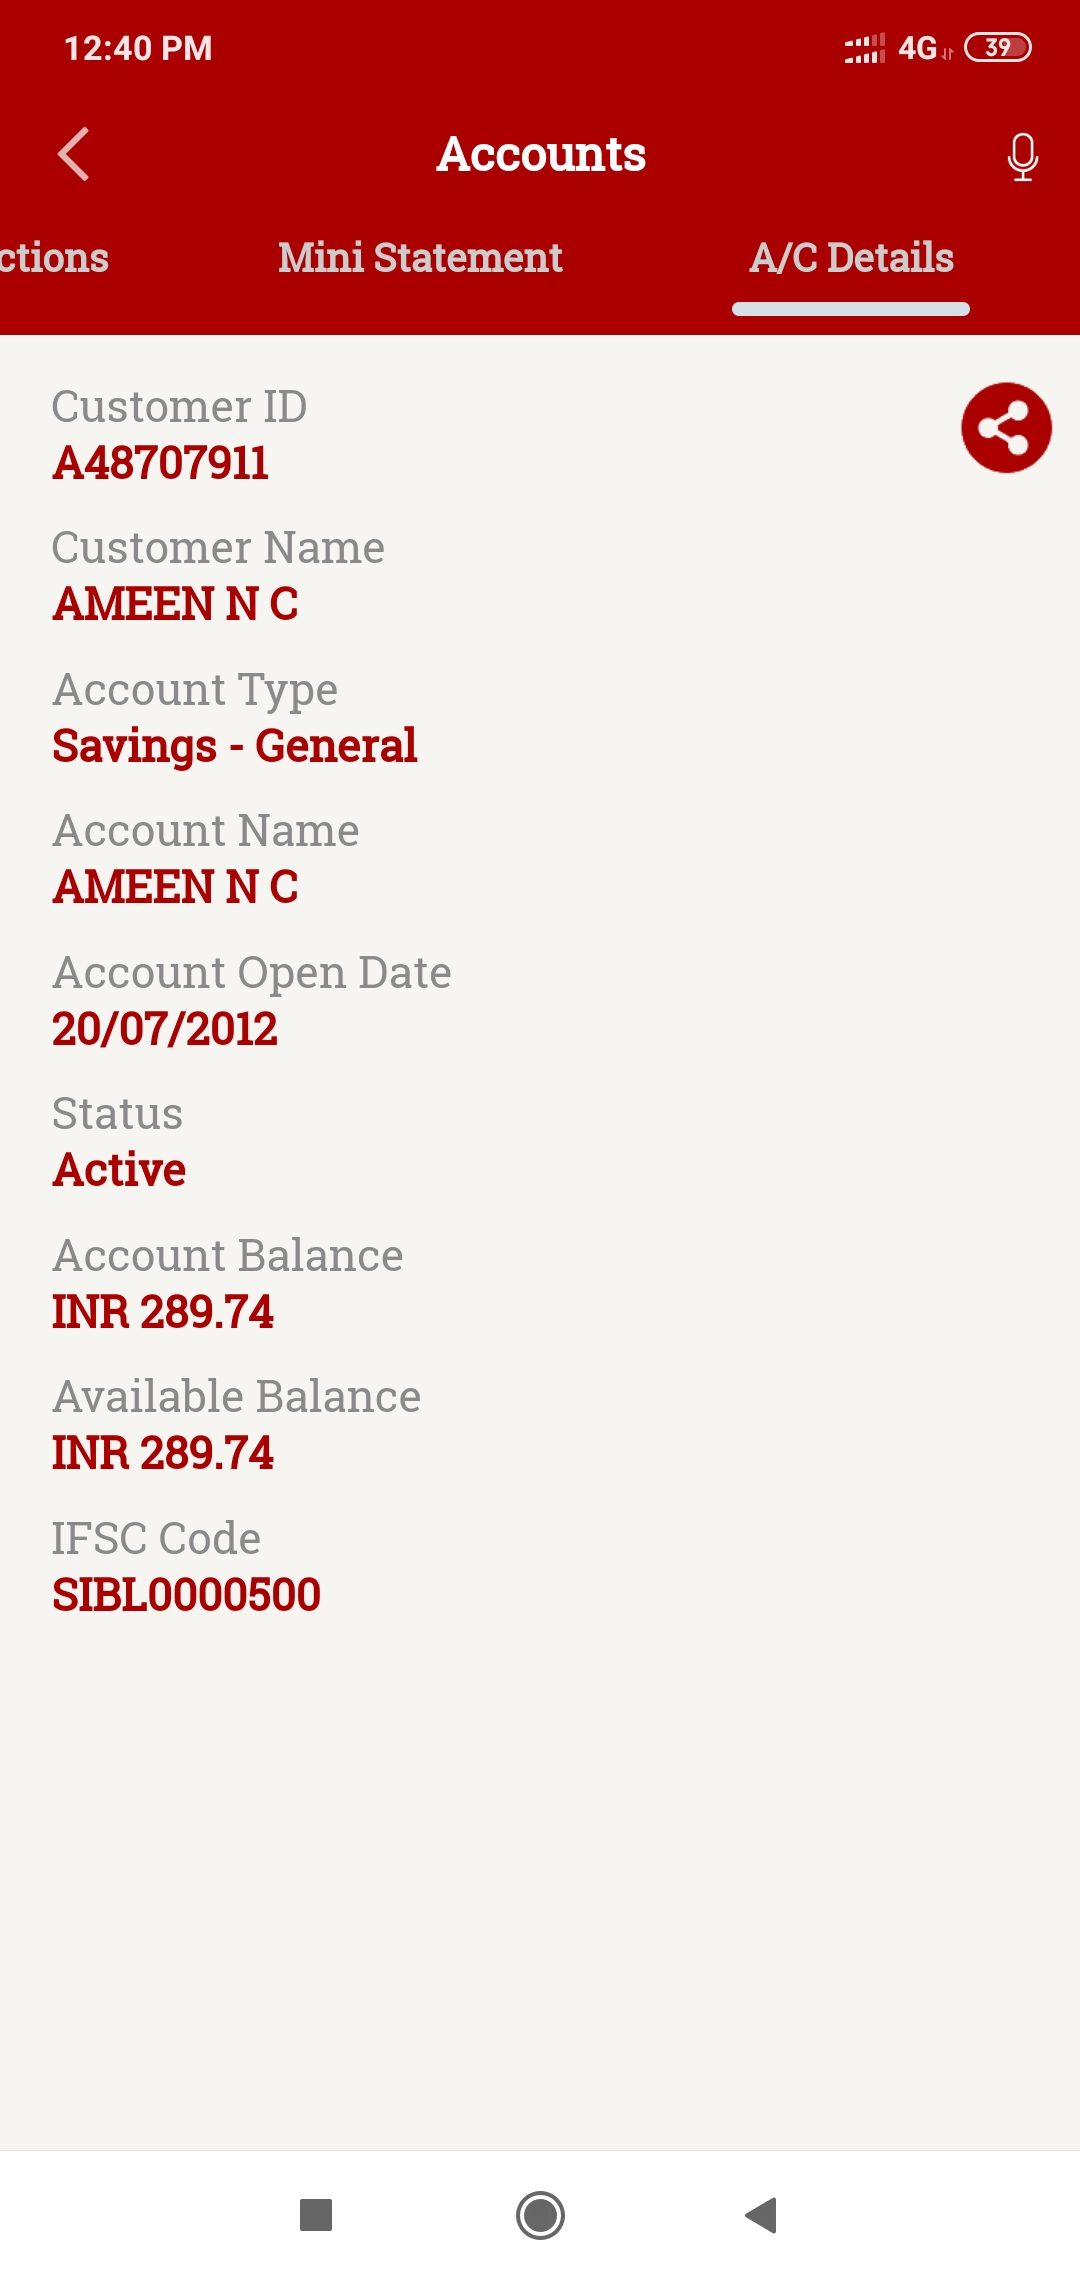 12:40 PM 4G 39
Accounts
ctions Mini Statement A/C Details
Customer ID
A48707911
Customer Name
AMEEN N C
Account Type
Savings - General
Account Name
AMEEN N C
Account Open Date
20/07/2012
Status
Active
Account Balance
INR 289.74
Available Balance
INR 289.74
IFSC Code
SIBL0000500